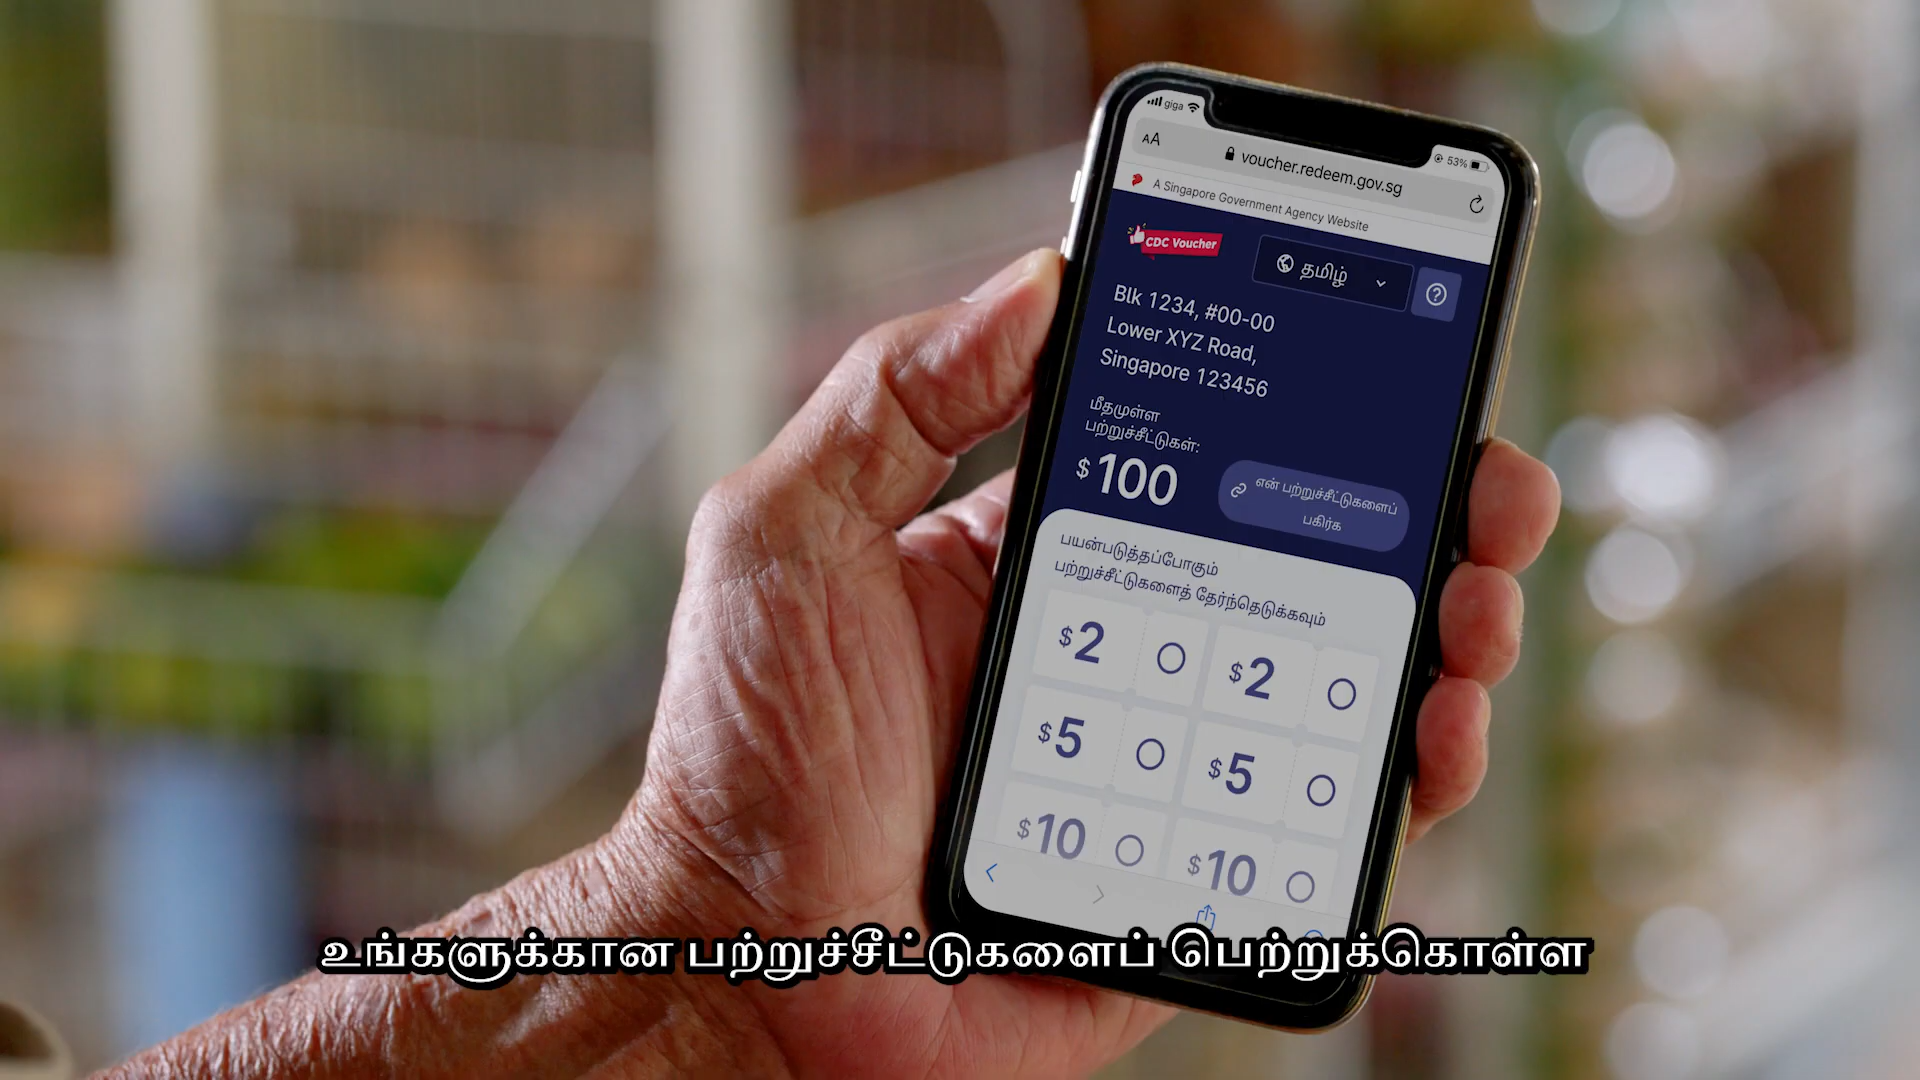 giga
53%
AA
voucher.redeem.gov.sg
A Singapore Government Agency Website
CDC Voucher
தமிழ்
Blk 1234, #00-00
Lower XYZ Road,
Singapore 123456
மீதமுள்ள
பற்றுச்சீட்டுகள்:
$100
என் பற்றுச்சீட்டுகளைப்
பகிர்க
பயன்படுத்தப்போகும்
பற்றுச்சீட்டுகளைத் தேர்ந்தெடுக்கவும்
$2 $2
$5 $5
$10 $10
உங்களுக்கான பற்றுச்சீட்டுகளைப் பெற்றுக்கொள்ள